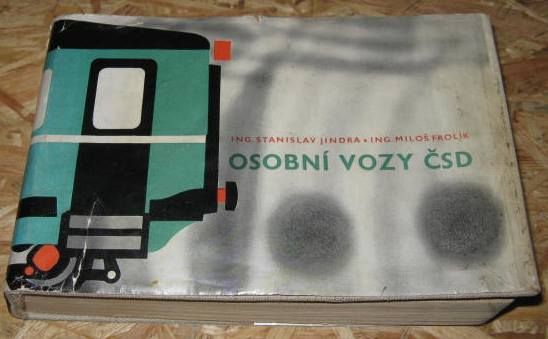 ING. STANISLAV JINDRA • ING. MILOŠ FROLÍK
OSOBNÍ VOZY ČSD